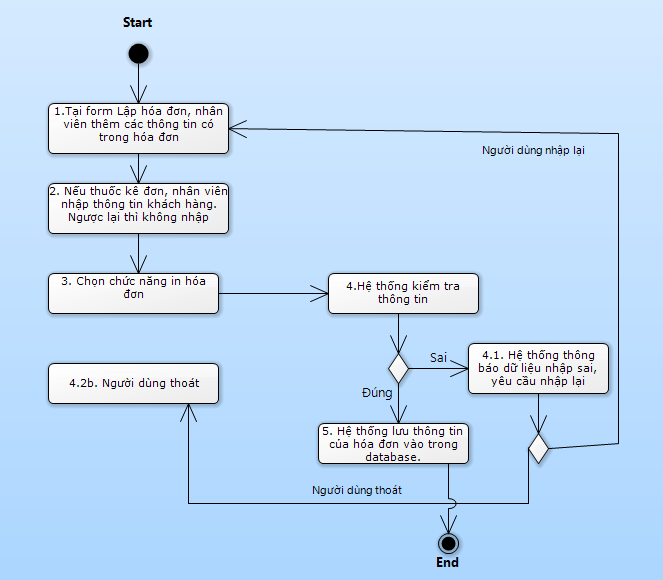 Start
1.Tại form Lập hóa đơn, nhân
viên thêm các thông tin có
trong hóa đơn
Người dùng nhập lại
2. Nếu thuốc kê đơn, nhân viên
nhập thông tin khách hàng.
Ngược lại thì không nhập
3. Chọn chức năng in hóa
đơn
4.Hệ thống kiểm tra
thông tin
Sai
4.1. Hệ thống thông
báo dữ liệu nhập sai,
yêu cầu nhập lại
4.2b. Người dùng thoát
Đúng
5. Hệ thống lưu thông tin
của hóa đơn vào trong
database.
Người dùng thoát
End